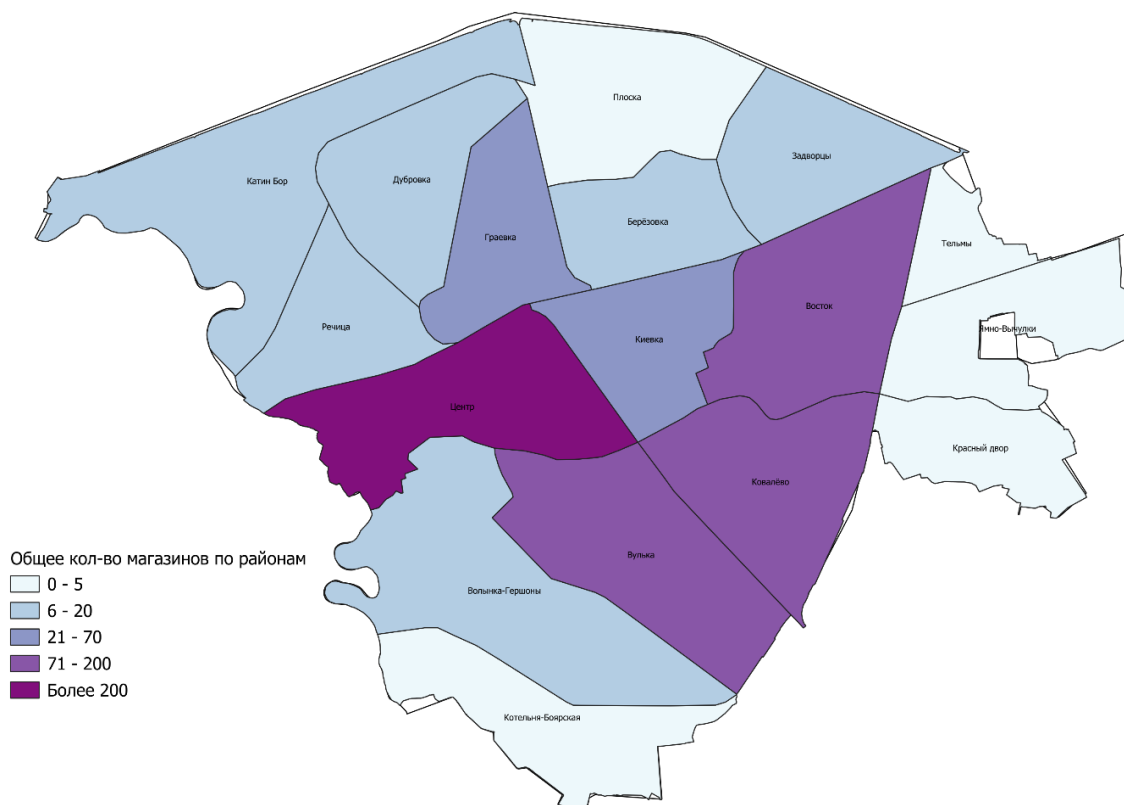 Плоска
Задворцы
Катин Бор
Дубровка
Берёзовка
Граевка
Тельмы
Восток
Речица
Киевка
Ямно-Вычулки
Центр
Красный двор
Ковалёво
Вулька
Волынка-Гершоны
Котельня-Боярская
Общее кол-во магазинов по районам
0 - 5
6 - 20
21 - 70
71 - 200
Более 200